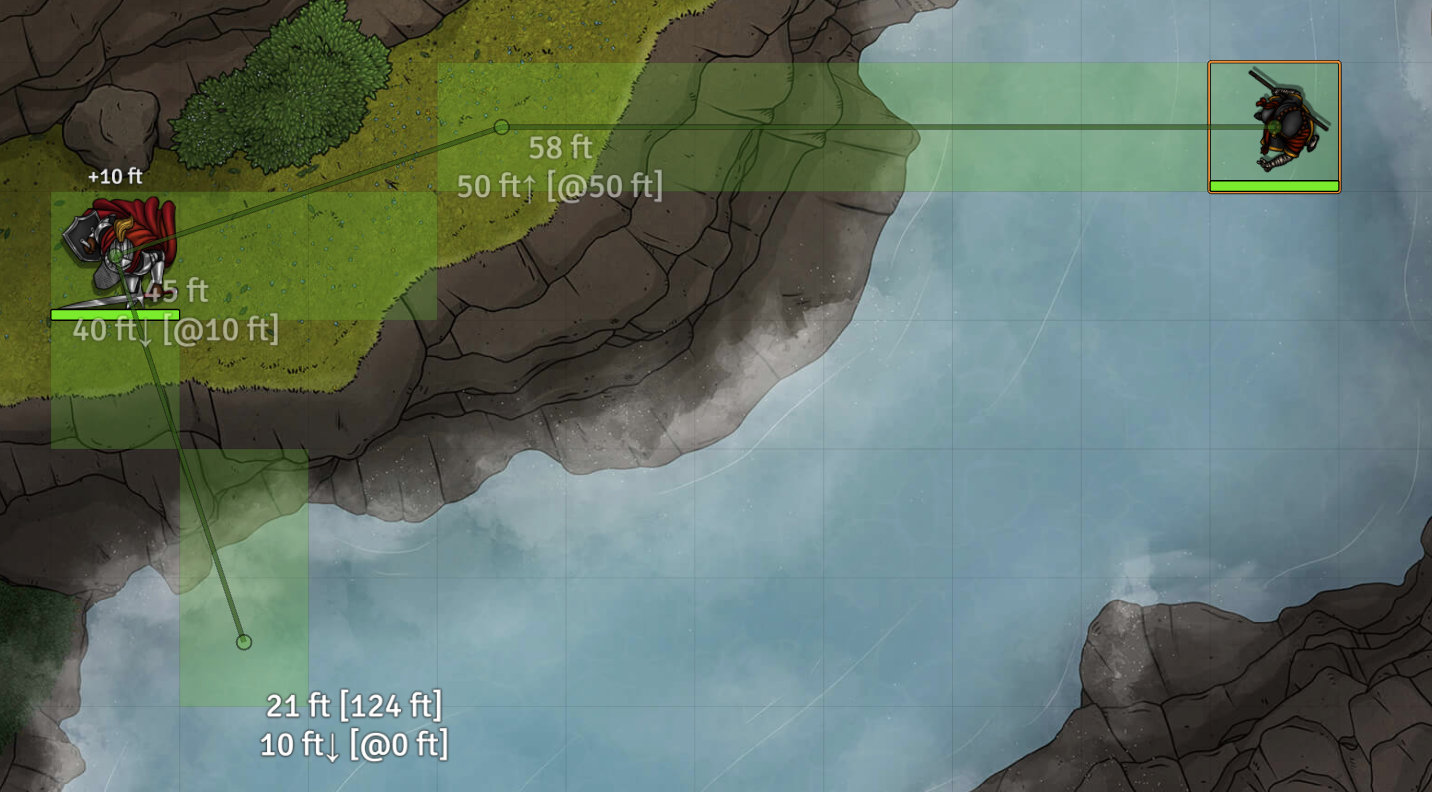 58 ft
50 ft↑ [@50 ft]
+10 ft
45 ft
40 ft↓ [@10 ft]
21 ft [124 ft]
10 ft↓ [@0 ft]